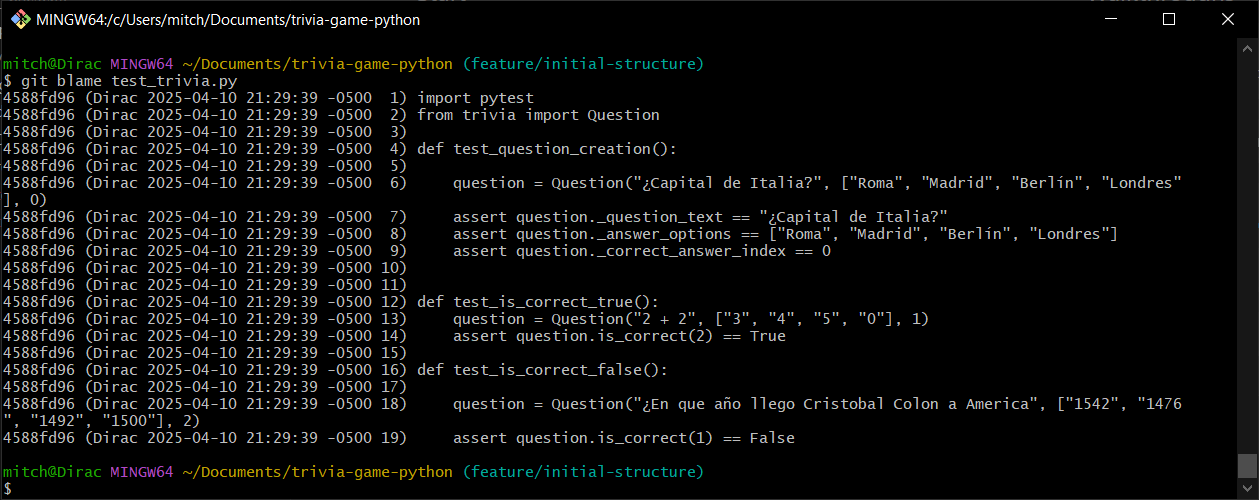 MINGW64:/c/Users/mitch/Documents/trivia-game-python
mitch@Dirac MINGW64 ~/Documents/trivia-game-python (feature/initial-structure)
$ git blame test_trivia.py
4588fd96 (Dirac 2025-04-10 21:29:39 -0500  1) import pytest
4588fd96 (Dirac 2025-04-10 21:29:39 -0500  2) from trivia import Question
4588fd96 (Dirac 2025-04-10 21:29:39 -0500  3)
4588fd96 (Dirac 2025-04-10 21:29:39 -0500  4) def test_question_creation():
4588fd96 (Dirac 2025-04-10 21:29:39 -0500  5)
4588fd96 (Dirac 2025-04-10 21:29:39 -0500  6)     question = Question("¿Capital de Italia?", ["Roma", "Madrid", "Berlín", "Londres"
], 0)
4588fd96 (Dirac 2025-04-10 21:29:39 -0500  7)     assert question._question_text == "¿Capital de Italia?"
4588fd96 (Dirac 2025-04-10 21:29:39 -0500  8)     assert question._answer_options == ["Roma", "Madrid", "Berlín", "Londres"]
4588fd96 (Dirac 2025-04-10 21:29:39 -0500  9)     assert question._correct_answer_index == 0
4588fd96 (Dirac 2025-04-10 21:29:39 -0500 10)
4588fd96 (Dirac 2025-04-10 21:29:39 -0500 11)
4588fd96 (Dirac 2025-04-10 21:29:39 -0500 12) def test_is_correct_true():
4588fd96 (Dirac 2025-04-10 21:29:39 -0500 13)     question = Question("2 + 2", ["3", "4", "5", "0"], 1)
4588fd96 (Dirac 2025-04-10 21:29:39 -0500 14)     assert question.is_correct(2) == True
4588fd96 (Dirac 2025-04-10 21:29:39 -0500 15)
4588fd96 (Dirac 2025-04-10 21:29:39 -0500 16) def test_is_correct_false():
4588fd96 (Dirac 2025-04-10 21:29:39 -0500 17)
4588fd96 (Dirac 2025-04-10 21:29:39 -0500 18)     question = Question("¿En que año llego Cristobal Colon a America", ["1542", "1476
", "1492", "1500"], 2)
4588fd96 (Dirac 2025-04-10 21:29:39 -0500 19)     assert question.is_correct(1) == False
mitch@Dirac MINGW64 ~/Documents/trivia-game-python (feature/initial-structure)
$